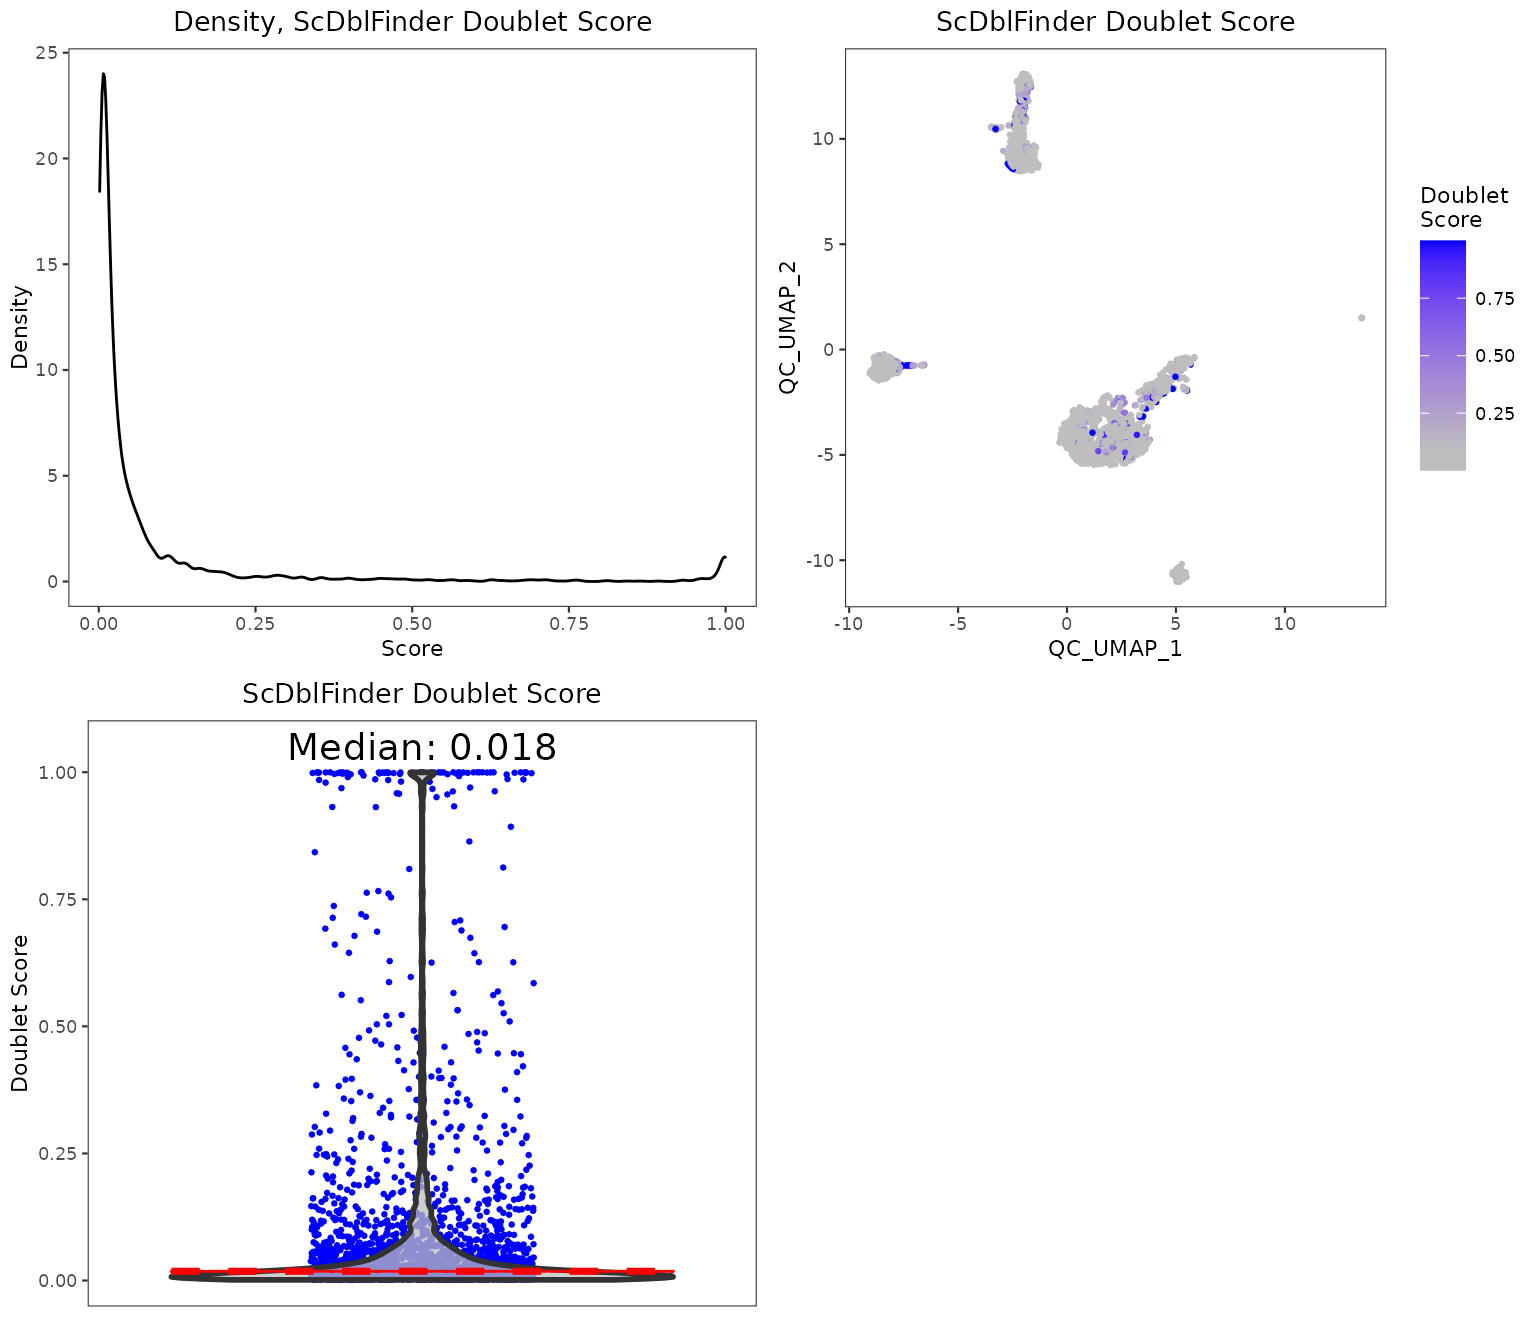 Density, ScDblFinder Doublet Score
25
20
15
10
5
0
Density
0.00 0.25 0.50 0.75 1.00
Score
ScDblFinder Doublet Score
10
5
0
-5
-10
QC_UMAP_2
-10 -5 0 5 10
QC_UMAP_1
Doublet
Score
0.75
0.50
0.25
ScDblFinder Doublet Score
Median: 0.018
1.00
0.75
0.50
0.25
0.00
Doublet Score